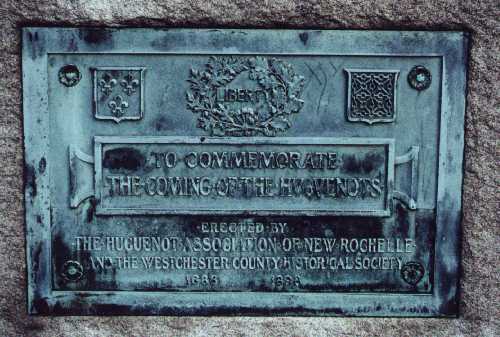 LIBERTY
TO COMMEMORATE
THE COMING OF THE HUGUENOTS
ERECTED BY
THE HUGUENOT ASSOCIATION OF NEW ROCHELLE
AND THE WESTCHESTER COUNTY HISTORICAL SOCIETY
1689 1898